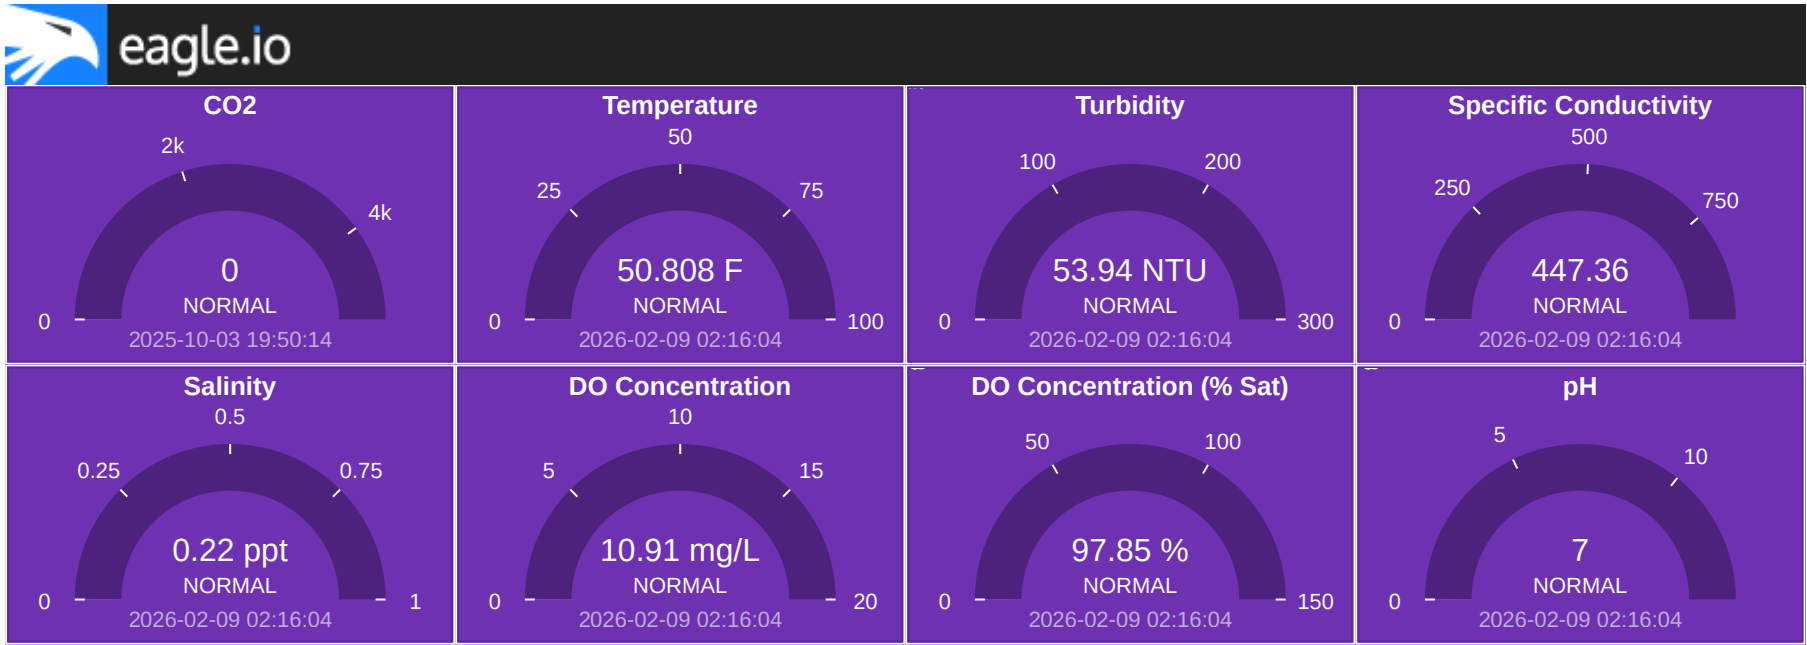 eagle.io
CO2
2k
4k
0
0
NORMAL
2025-10-03 19:50:14
Temperature
50
25
75
50.808 F
NORMAL
0
100
2026-02-09 02:16:04
Turbidity
100
200
53.94 NTU
NORMAL
0
300
2026-02-09 02:16:04
Specific Conductivity
500
250
750
447.36
NORMAL
0
2026-02-09 02:16:04
Salinity
0.5
0.25
0.75
0.22 ppt
NORMAL
0
1
2026-02-09 02:16:04
DO Concentration
10
5
15
10.91 mg/L
NORMAL
0
20
2026-02-09 02:16:04
DO Concentration (% Sat)
50
100
97.85 %
NORMAL
0
150
2026-02-09 02:16:04
pH
5
10
7
NORMAL
0
2026-02-09 02:16:04